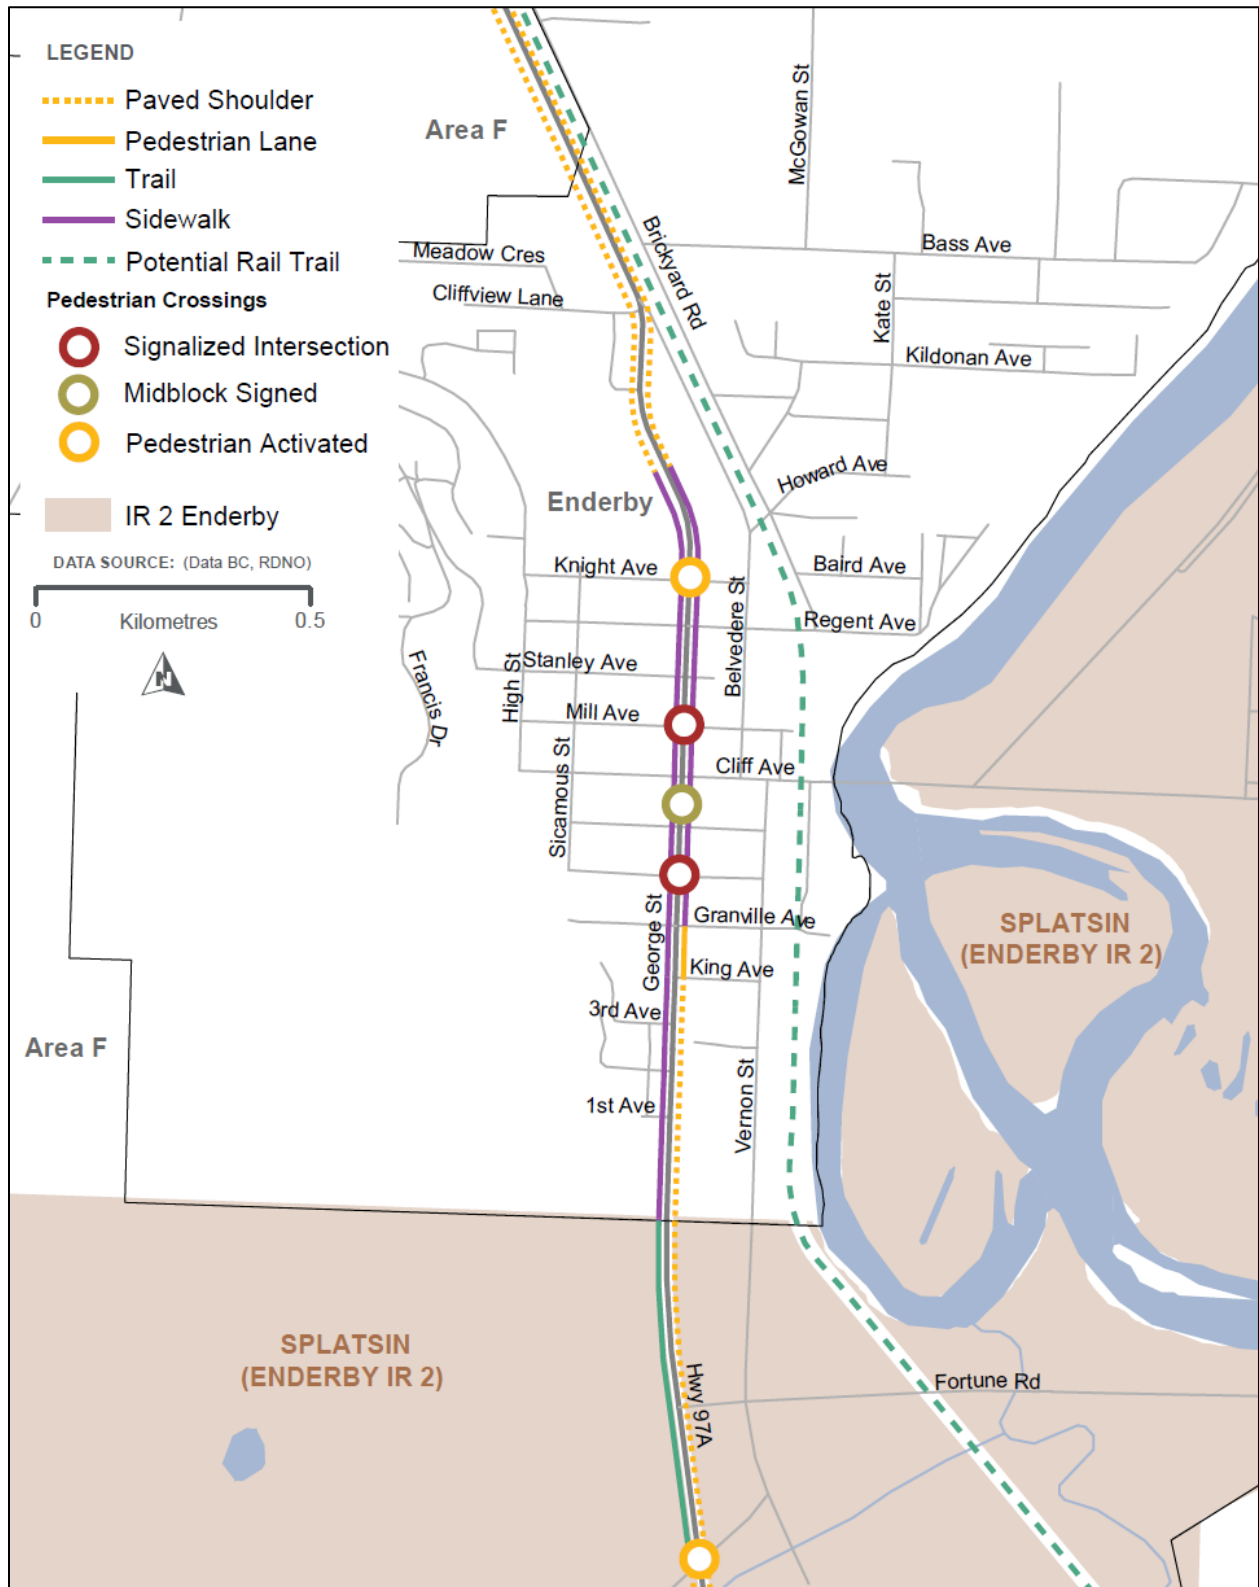 LEGEND
Paved Shoulder
Pedestrian Lane
Trail
Sidewalk
Potential Rail Trail
Pedestrian Crossings
Signalized Intersection
Midblock Signed
Pedestrian Activated
IR 2 Enderby
DATA SOURCE: (Data BC, RDNO)
0 Kilometres 0.5
N
Area F
McGowan St
Brickyard Rd
Bass Ave
Meadow Cres
Cliffview Lane
Kate St
Kildonan Ave
Howard Ave
Enderby
Knight Ave
Baird Ave
Belvedere St
Regent Ave
Francis Dr
High St
Stanley Ave
Mill Ave
Sicamous St
Cliff Ave
George St
Granville Ave
SPLATSIN
(ENDERBY IR 2)
King Ave
3rd Ave
Area F
Vernon St
1st Ave
SPLATSIN
(ENDERBY IR 2)
Hwy 97A
Fortune Rd